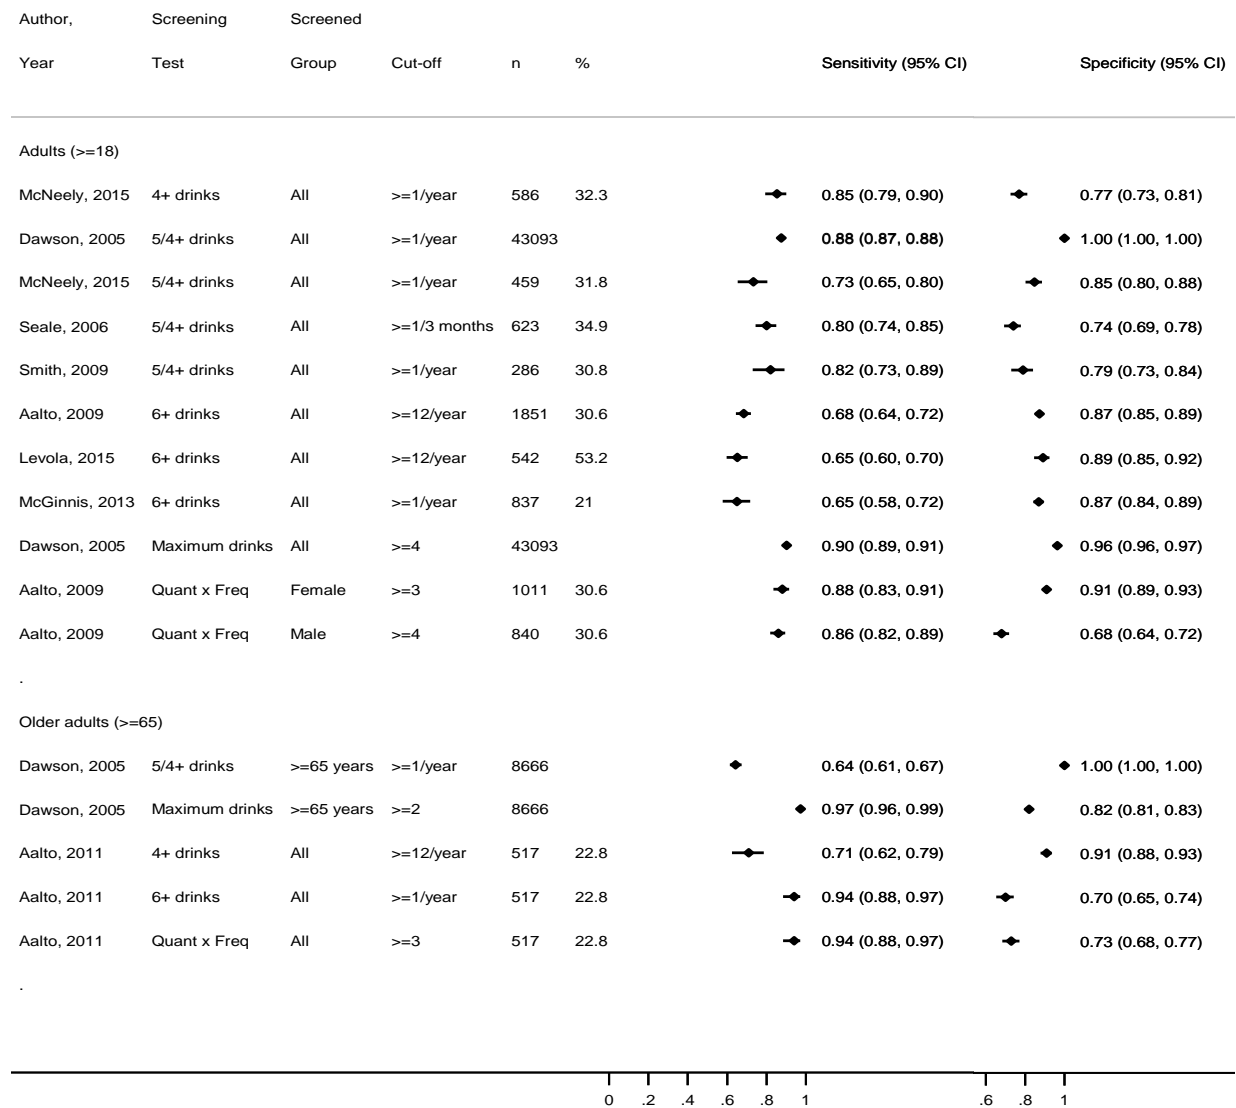 Author, Screening Screened
Year Test Group Cut-off n % Sensitivity (95% CI) Specificity (95% CI)
Adults (>=18)
McNeely, 2015 4+ drinks All >=1/year 586 32.3 0.85 (0.79, 0.90) 0.77 (0.73, 0.81)
Dawson, 2005 5/4+ drinks All >=1/year 43093 0.88 (0.87, 0.88) 1.00 (1.00, 1.00)
McNeely, 2015 5/4+ drinks All >=1/year 459 31.8 0.73 (0.65, 0.80) 0.85 (0.80, 0.88)
Seale, 2006 5/4+ drinks All >=1/3 months 623 34.9 0.80 (0.74, 0.85) 0.74 (0.69, 0.78)
Smith, 2009 5/4+ drinks All >=1/year 286 30.8 0.82 (0.73, 0.89) 0.79 (0.73, 0.84)
Aalto, 2009 6+ drinks All >=12/year 1851 30.6 0.68 (0.64, 0.72) 0.87 (0.85, 0.89)
Levola, 2015 6+ drinks All >=12/year 542 53.2 0.65 (0.60, 0.70) 0.89 (0.85, 0.92)
McGinnis, 2013 6+ drinks All >=1/year 837 21 0.65 (0.58, 0.72) 0.87 (0.84, 0.89)
Dawson, 2005 Maximum drinks All >=4 43093 0.90 (0.89, 0.91) 0.96 (0.96, 0.97)
Aalto, 2009 Quant x Freq Female >=3 1011 30.6 0.88 (0.83, 0.91) 0.91 (0.89, 0.93)
Aalto, 2009 Quant x Freq Male >=4 840 30.6 0.86 (0.82, 0.89) 0.68 (0.64, 0.72)
.
Older adults (>=65)
Dawson, 2005 5/4+ drinks >=65 years >=1/year 8666 0.64 (0.61, 0.67) 1.00 (1.00, 1.00)
Dawson, 2005 Maximum drinks >=65 years >=2 8666 0.97 (0.96, 0.99) 0.82 (0.81, 0.83)
Aalto, 2011 4+ drinks All >=12/year 517 22.8 0.71 (0.62, 0.79) 0.91 (0.88, 0.93)
Aalto, 2011 6+ drinks All >=1/year 517 22.8 0.94 (0.88, 0.97) 0.70 (0.65, 0.74)
Aalto, 2011 Quant x Freq All >=3 517 22.8 0.94 (0.88, 0.97) 0.73 (0.68, 0.77)
.
0 .2 .4 .6 .8 1 .6 .8 1